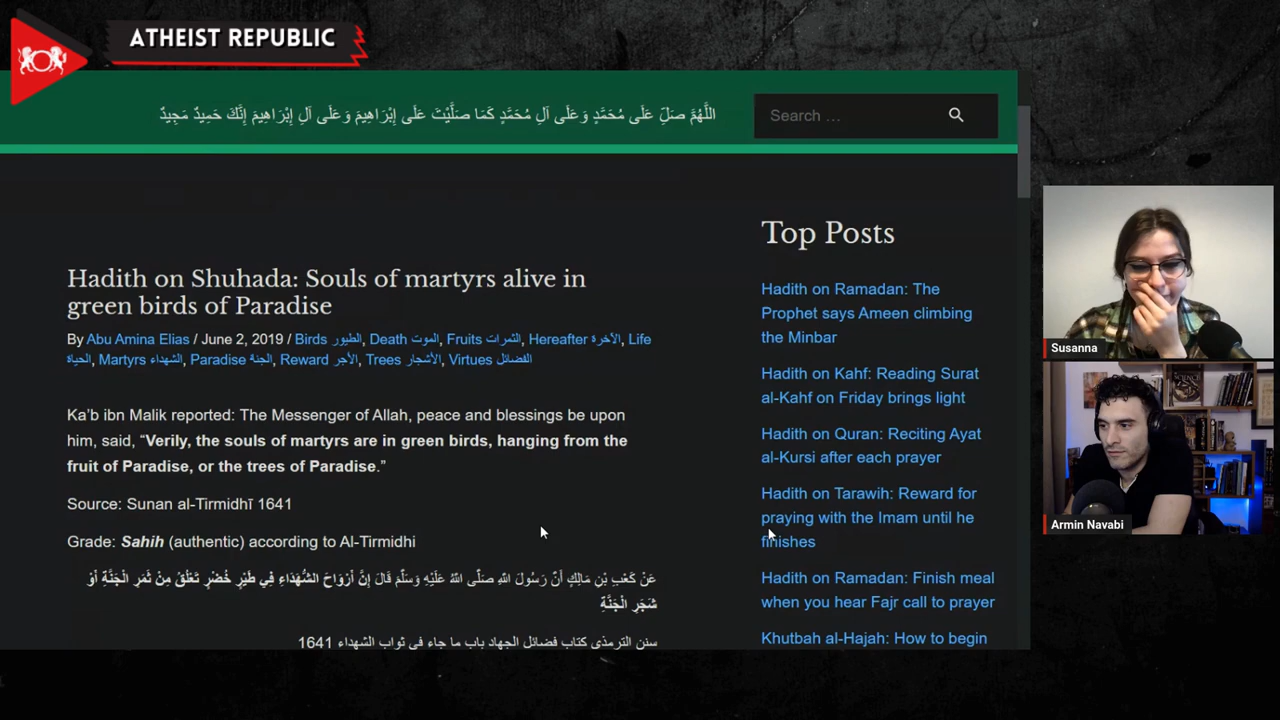 ATHEIST REPUBLIC
اللَّهُمَّ صَلِّ عَلَى مُحَمَّدٍ وَعَلَى آلِ مُحَمَّدٍ كَمَا صَلَّيْتَ عَلَى إِبْرَاهِيمَ وَعَلَى آلِ إِبْرَاهِيمَ إِنَّكَ حَمِيدٌ مَجِيدٌ
Search …
Hadith on Shuhada: Souls of martyrs alive in
green birds of Paradise
By Abu Amina Elias / June 2, 2019 / Birds الطيور, Death الموت, Fruits الثمرات, Hereafter الآخرة, Life
الحياة, Martyrs الشهداء, Paradise الجنة, Reward الأجر, Trees الأشجار, Virtues الفضائل
Ka’b ibn Malik reported: The Messenger of Allah, peace and blessings be upon
him, said, “Verily, the souls of martyrs are in green birds, hanging from the
fruit of Paradise, or the trees of Paradise.”
Source: Sunan al-Tirmidhī 1641
Grade: Sahih (authentic) according to Al-Tirmidhi
عَنْ كَعْبِ بْنِ مَالِكٍ أَنَّ رَسُولَ اللهِ صَلَّى اللهُ عَلَيْهِ وَسَلَّمَ قَالَ إِنَّ أَرْوَاحَ الشُّهَدَاءِ فِي طَيْرٍ خُضْرٍ تَعْلُقُ مِنْ ثَمَرِ الْجَنَّةِ أَوْ
شَجَرِ الْجَنَّةِ
سنن الترمذي كتاب فضائل الجهاد باب ما جاء في ثواب الشهداء 1641
Top Posts
Hadith on Ramadan: The
Prophet says Ameen climbing
the Minbar
Hadith on Kahf: Reading Surat
al-Kahf on Friday brings light
Hadith on Quran: Reciting Ayat
al-Kursi after each prayer
Hadith on Tarawih: Reward for
praying with the Imam until he
finishes
Hadith on Ramadan: Finish meal
when you hear Fajr call to prayer
Khutbah al-Hajah: How to begin
Susanna
Armin Navabi